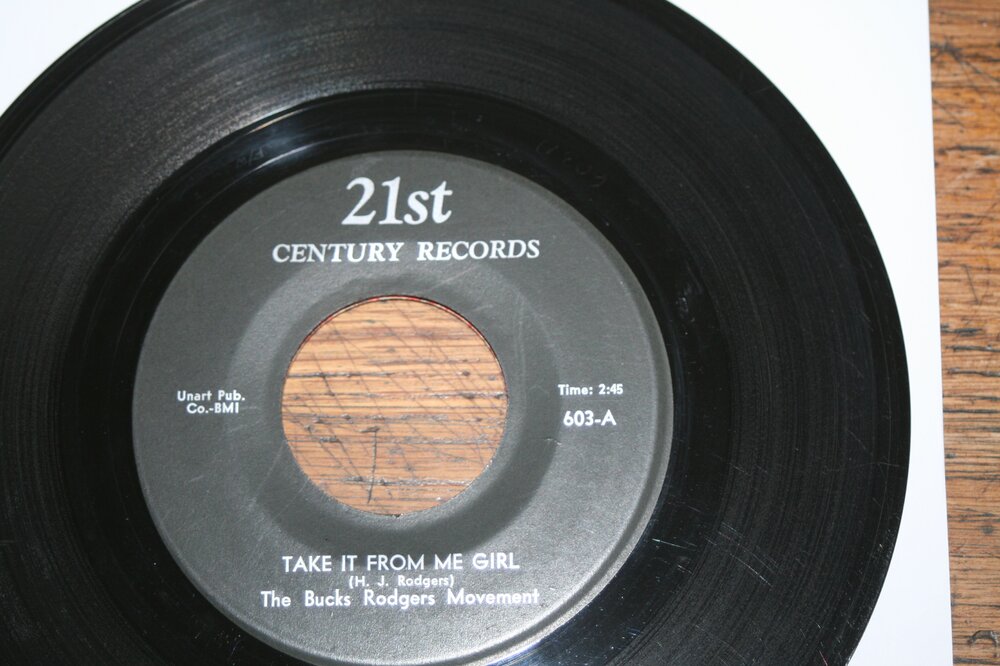 21st
CENTURY RECORDS
Unart Pub.
Co.-BMI
Time: 2:45
603-A
TAKE IT FROM ME GIRL
(H. J. Rodgers)
The Bucks Rodgers Movement